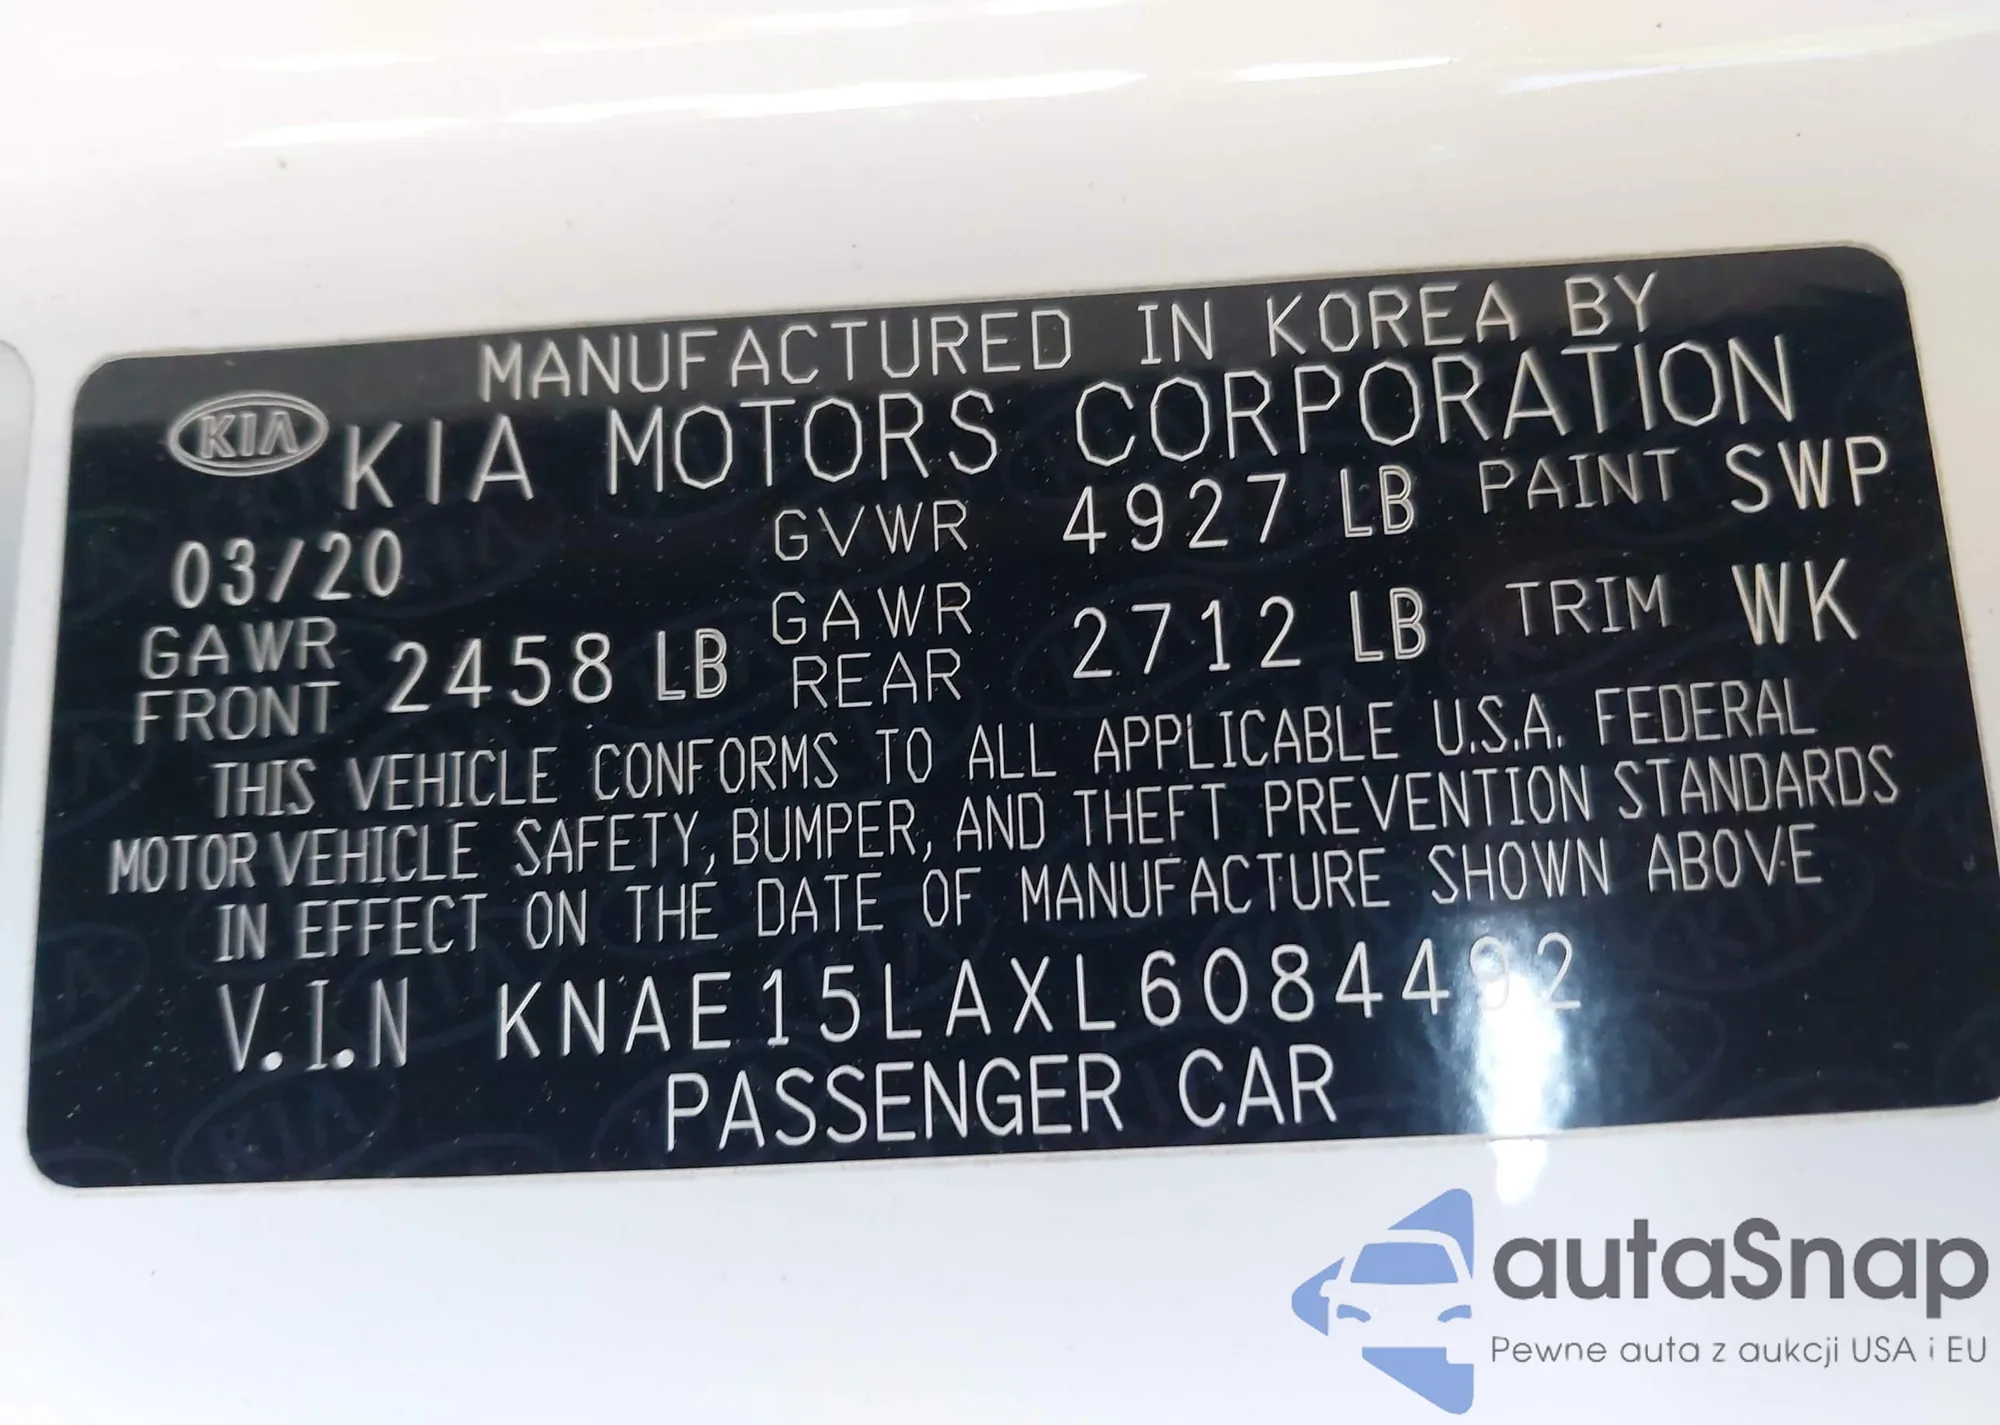 MANUFACTURED IN KOREA BY
KIA KIA MOTORS CORPORATION
03/20 GVWR 4927 LB PAINT SWP
GAWR FRONT 2458 LB GAWR REAR 2712 LB TRIM WK
THIS VEHICLE CONFORMS TO ALL APPLICABLE U.S.A. FEDERAL
MOTOR VEHICLE SAFETY, BUMPER, AND THEFT PREVENTION STANDARDS
IN EFFECT ON THE DATE OF MANUFACTURE SHOWN ABOVE
V.I.N KNAE15LAXL6084492
PASSENGER CAR
autaSnap
Pewne auta z aukcji USA i EU